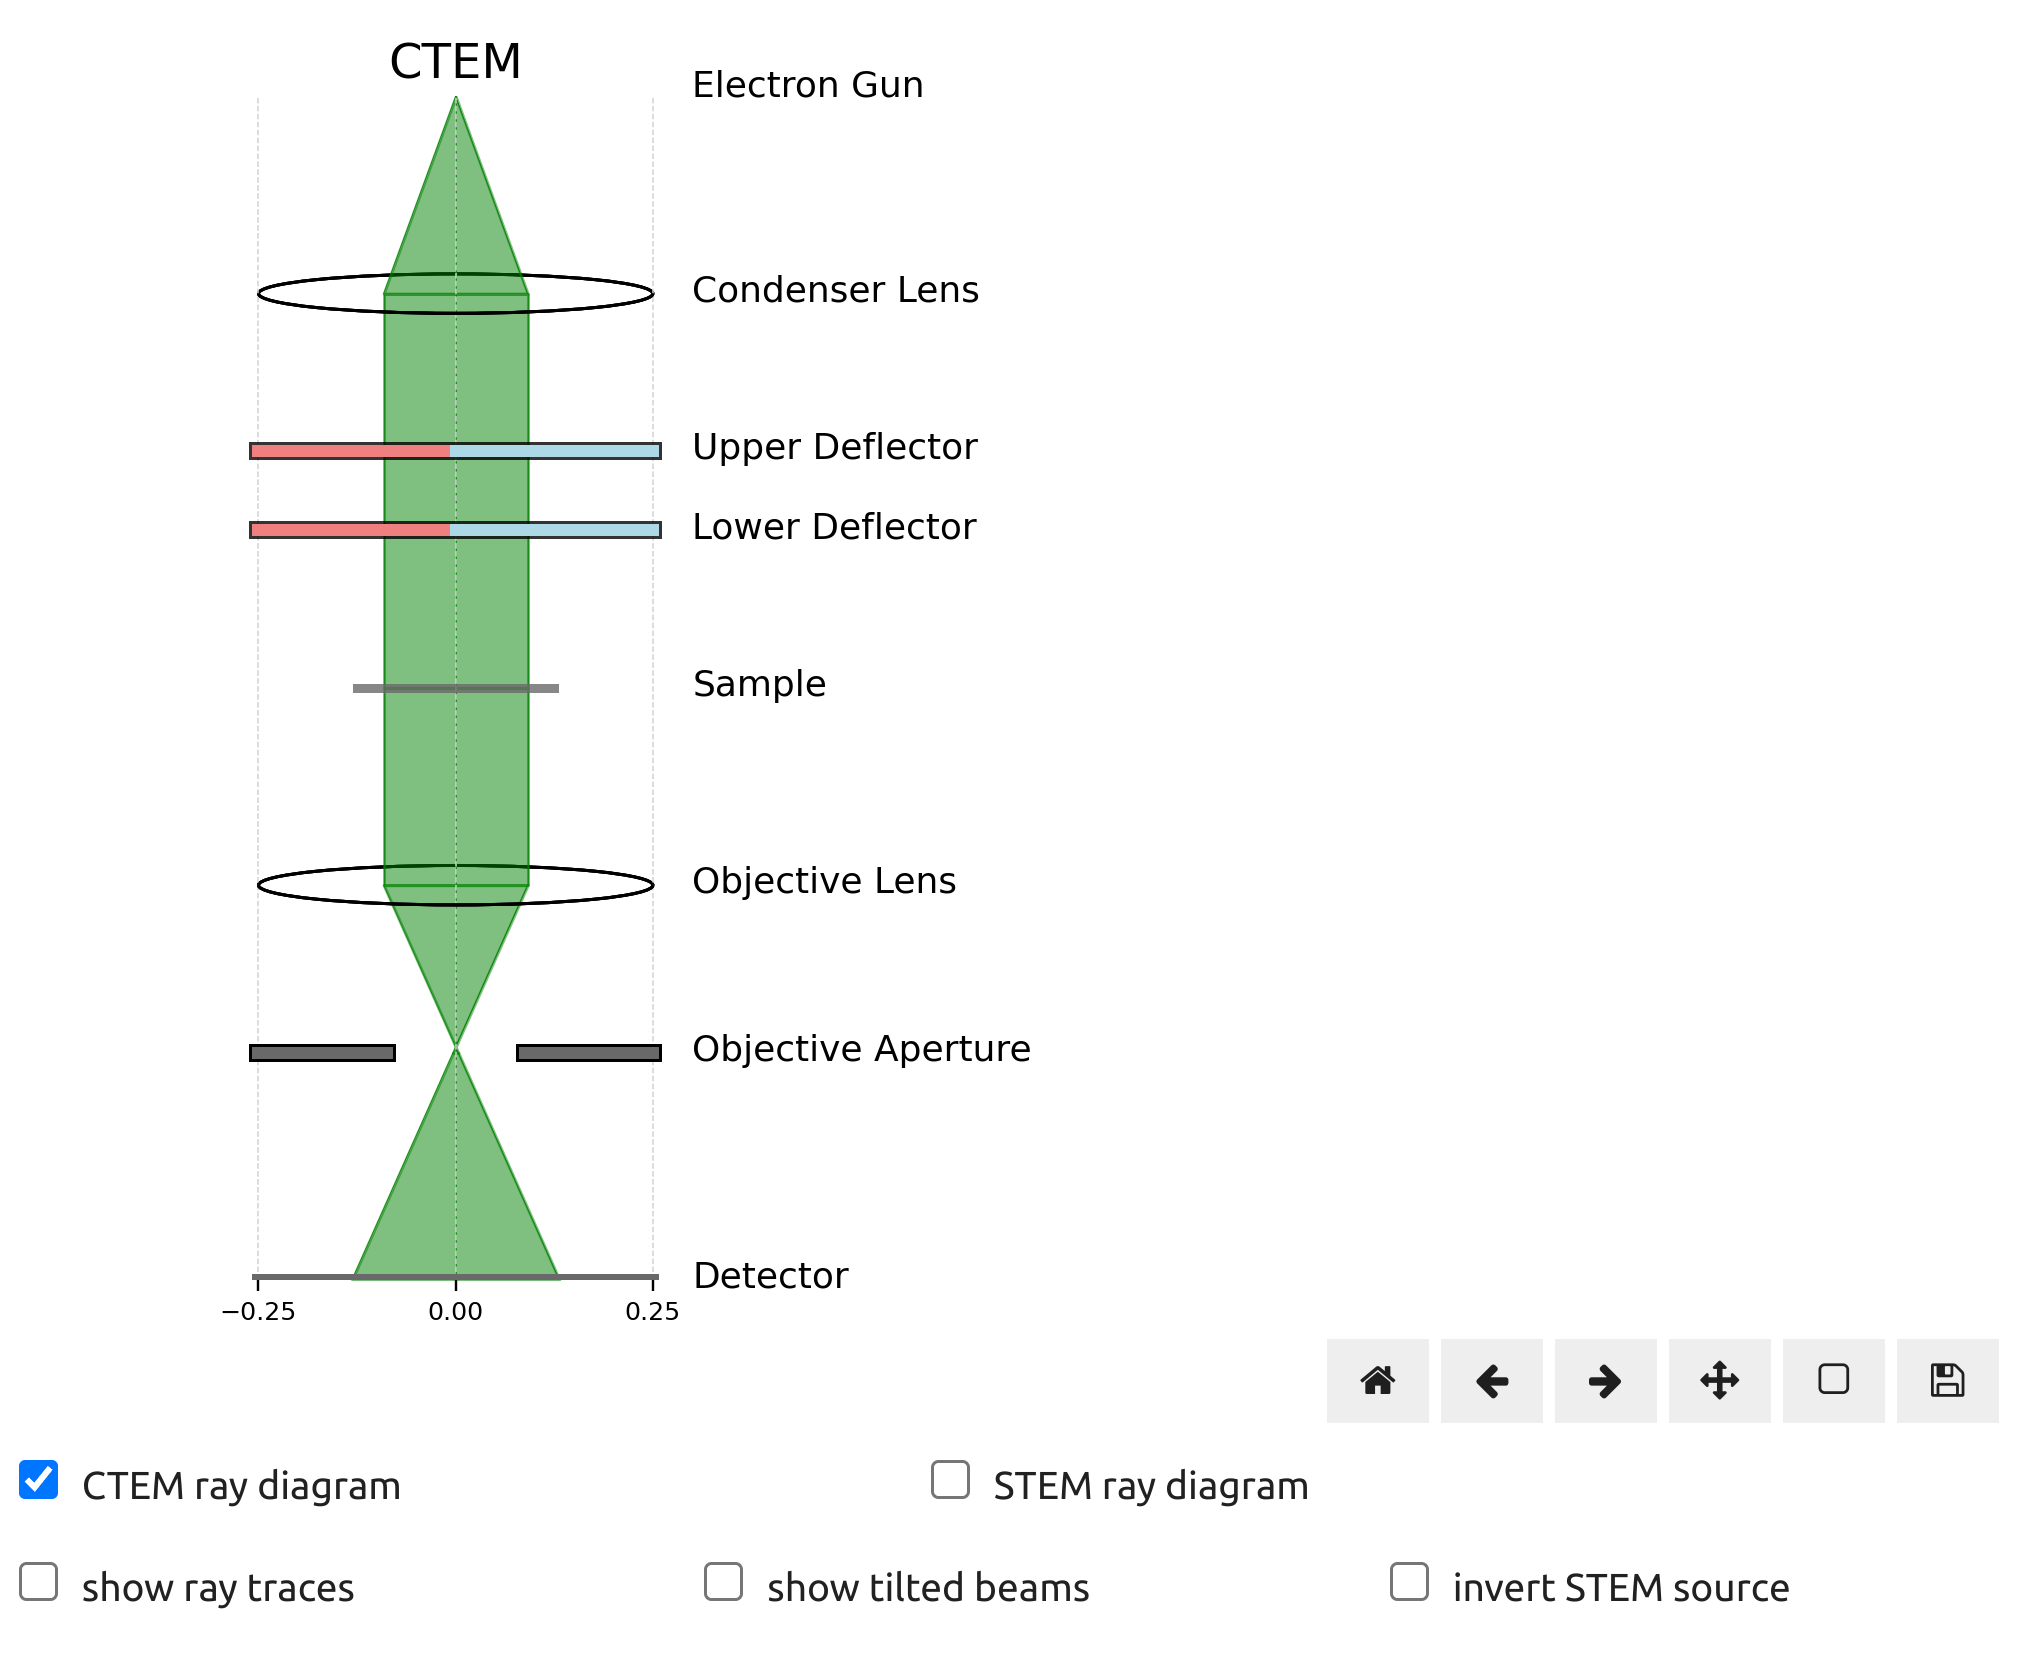 CTEM
Electron Gun
Condenser Lens
Upper Deflector
Lower Deflector
Sample
Objective Lens
Objective Aperture
Detector
−0.25 0.00 0.25
CTEM ray diagram STEM ray diagram
show ray traces show tilted beams invert STEM source